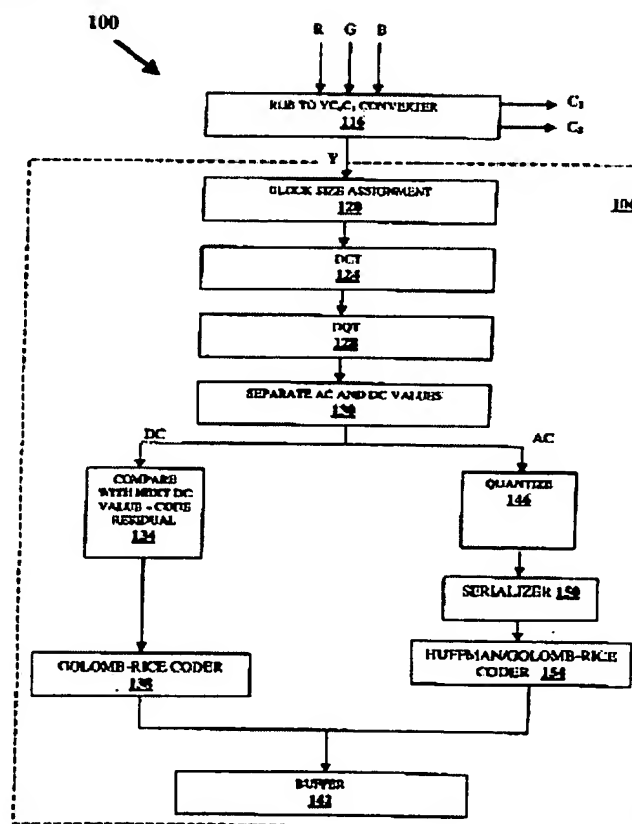 100
R G B
RGB TO YC₁C₂ CONVERTER
116
C₁
C₂
Y
BLOCK SIZE ASSIGNMENT
120
DCT
124
DQT
128
SEPARATE AC AND DC VALUES
130
DC
AC
COMPARE
WITH NEXT DC
VALUE - CODE
RESIDUAL
134
QUANTIZE
146
SERIALIZER 150
GOLOMB-RICE CODER
138
HUFFMAN/GOLOMB-RICE
CODER 154
BUFFER
142